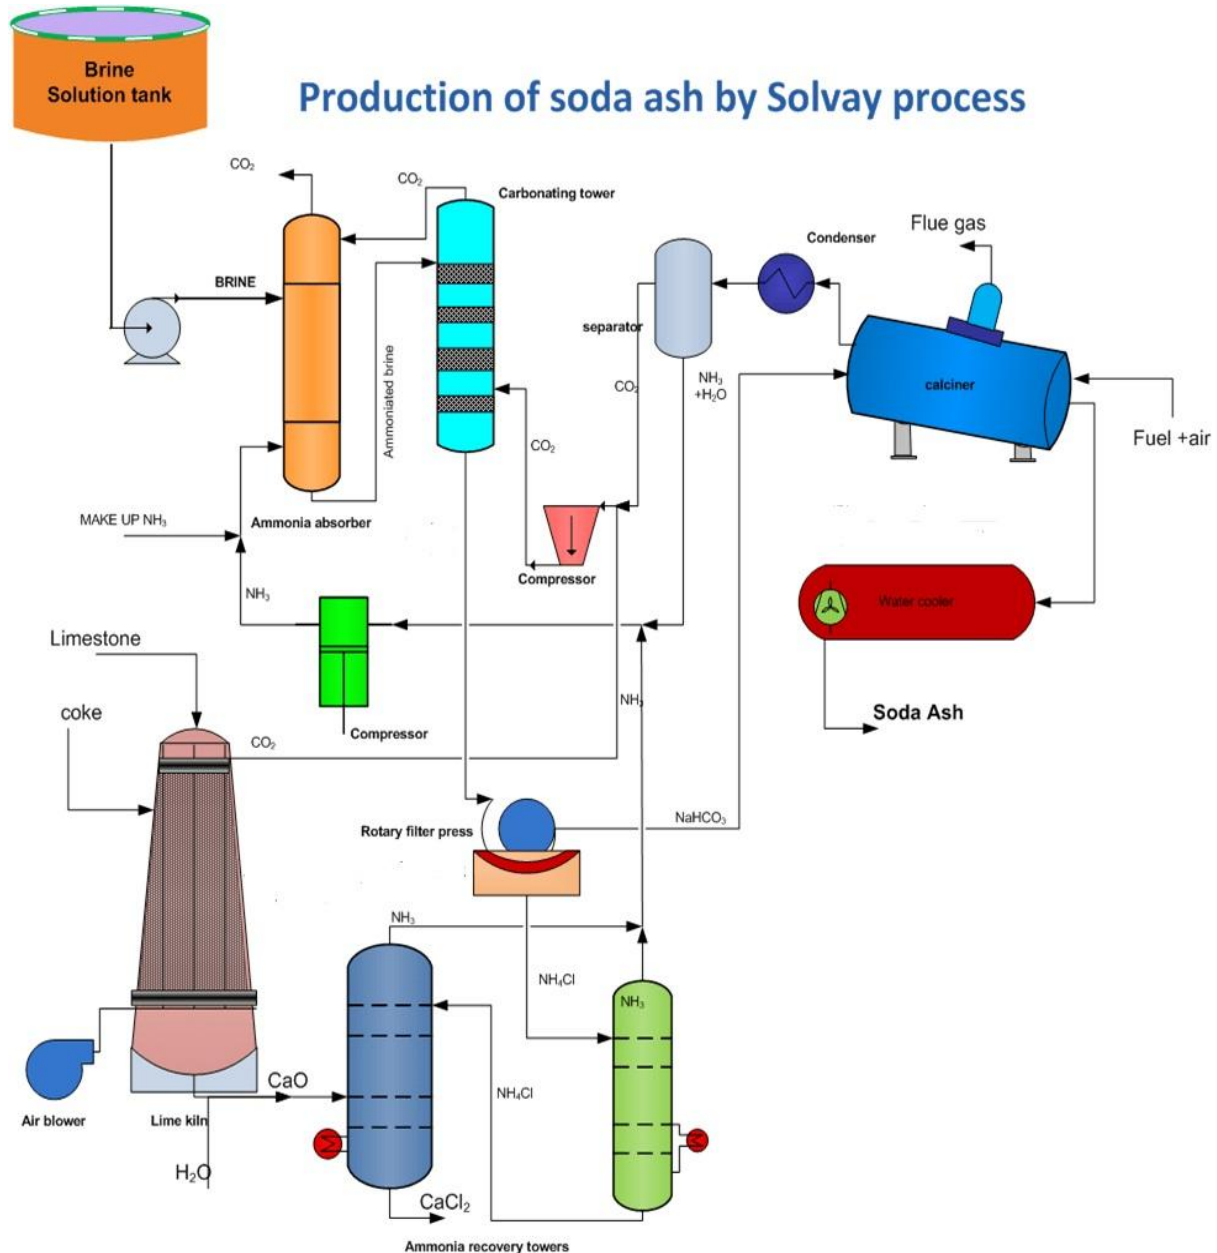 Brine
Solution tank
Production of soda ash by Solvay process
CO₂
CO₂
Carbonating tower
Flue gas
Condenser
BRINE
separator
Ammoniated brine
CO₂
NH₃
+H₂O
calciner
Fuel +air
CO₂
MAKE UP NH₃
Ammonia absorber
Compressor
NH₃
Water cooler
Limestone
NH₃
Soda Ash
coke
Compressor
CO₂
Rotary filter press
NaHCO₃
NH₃
NH₄Cl
NH₃
CaO
NH₄Cl
Air blower
Lime kiln
H₂O
CaCl₂
Ammonia recovery towers